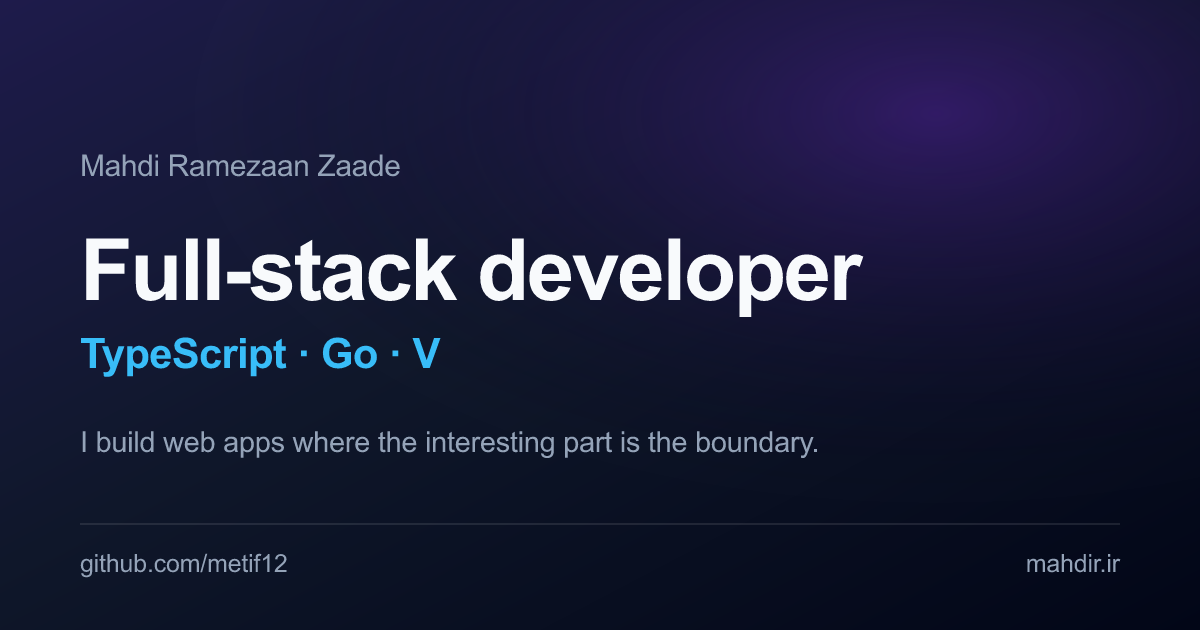 Mahdi Ramezaan Zaade
Full-stack developer
TypeScript · Go · V
I build web apps where the interesting part is the boundary.
github.com/metif12
mahdir.ir